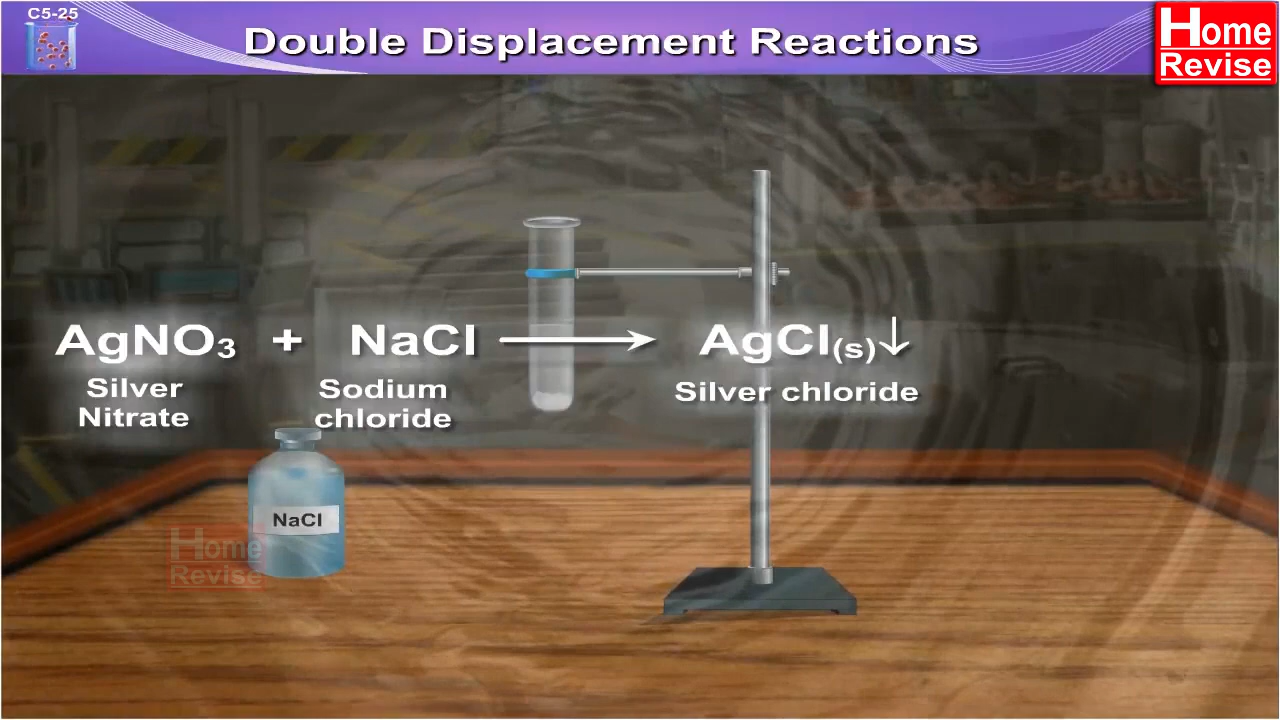 C5-25
Double Displacement Reactions
Home
Revise
AgNO₃ + NaCl → AgCl(s)↓
Silver
Nitrate
Sodium
chloride
Silver chloride
NaCl
Home
Revise